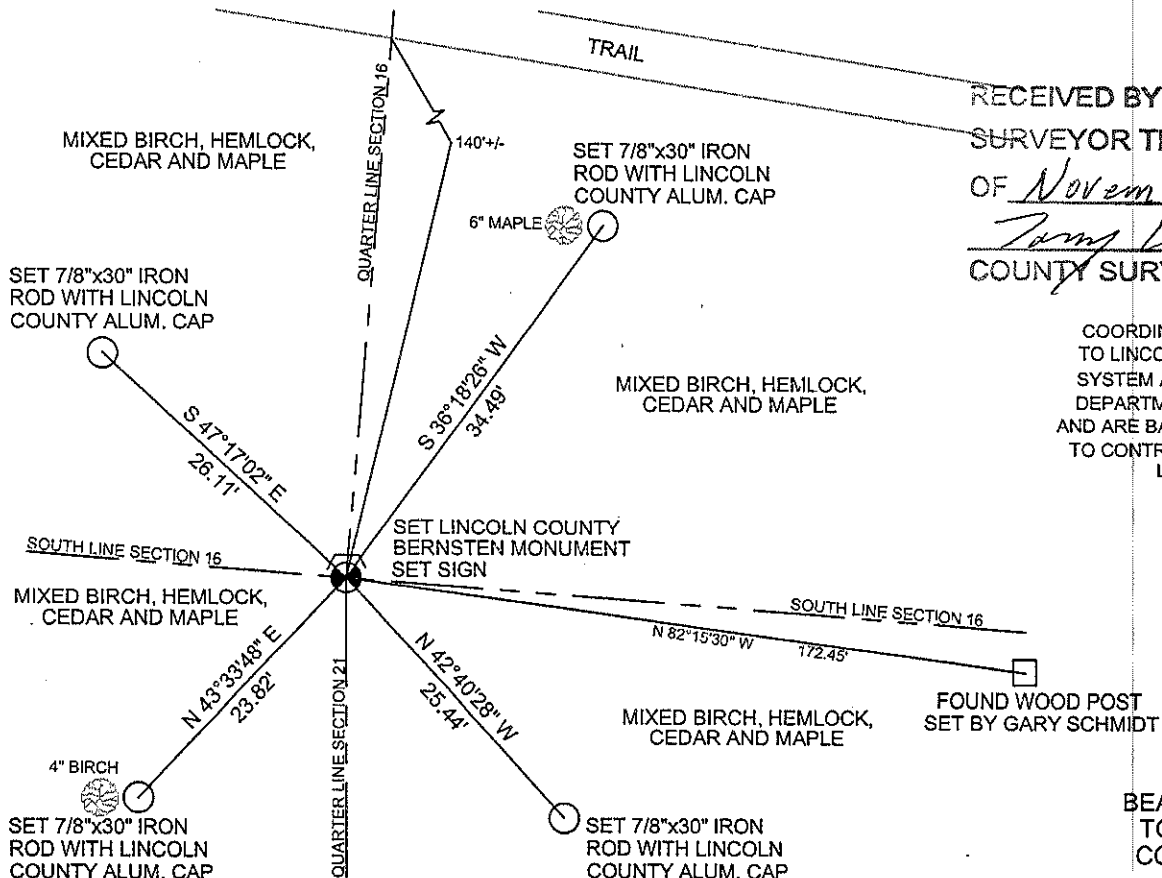 TRAIL
RECEIVED BY
SURVEYOR
OF Novem
COUNTY
MIXED BIRCH, HEMLOCK,
CEDAR AND MAPLE
QUARTER LINE SECTION 16
140'+/-
SET 7/8"x30" IRON
ROD WITH LINCOLN
COUNTY ALUM. CAP
6" MAPLE
SET 7/8"x30" IRON
ROD WITH LINCOLN
COUNTY ALUM. CAP
S 36°18'26" W
34.49'
MIXED BIRCH, HEMLOCK,
CEDAR AND MAPLE
COORDIN
TO LINCO
SYSTEM
DEPARTM
AND ARE BA
TO CONTR
L
S 47°17'02" E
26.11'
SET LINCOLN COUNTY
BERNSTEN MONUMENT
SET SIGN
SOUTH LINE SECTION 16
SOUTH LINE SECTION 16
MIXED BIRCH, HEMLOCK,
CEDAR AND MAPLE
N 82°15'30" W 172.45'
N 43°33'48" E
23.82'
N 42°40'28" W
25.44'
QUARTER LINE SECTION 21
MIXED BIRCH, HEMLOCK,
CEDAR AND MAPLE
FOUND WOOD POST
SET BY GARY SCHMIDT
4" BIRCH
SET 7/8"x30" IRON
ROD WITH LINCOLN
COUNTY ALUM. CAP
SET 7/8"x30" IRON
ROD WITH LINCOLN
COUNTY ALUM. CAP
BEA
TO
CO